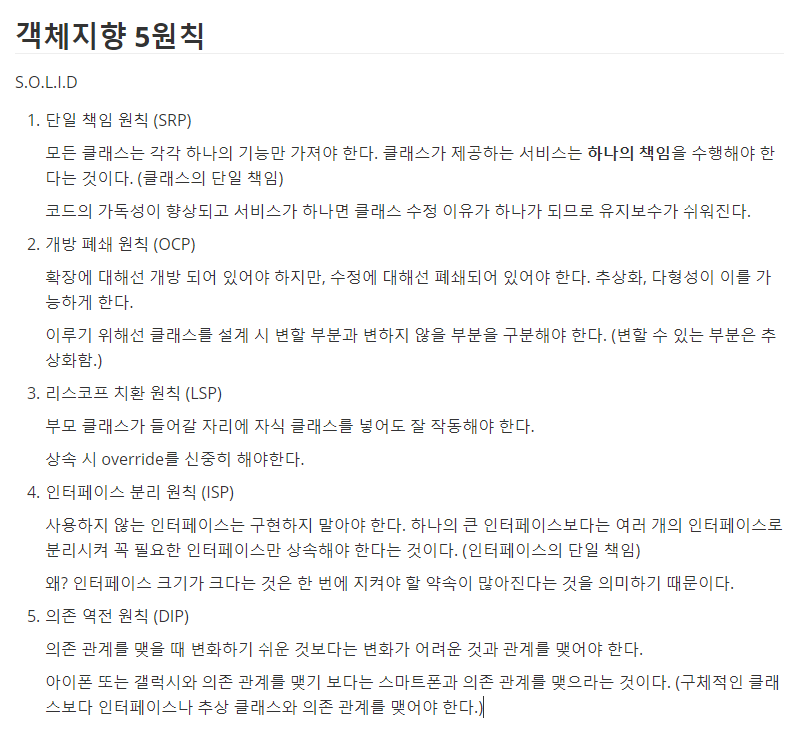 객체지향 5원칙
S.O.L.I.D
1. 단일 책임 원칙 (SRP)
모든 클래스는 각각 하나의 기능만 가져야 한다. 클래스가 제공하는 서비스는 하나의 책임을 수행해야 한
다는 것이다. (클래스의 단일 책임)
코드의 가독성이 향상되고 서비스가 하나면 클래스 수정 이유가 하나가 되므로 유지보수가 쉬워진다.
2. 개방 폐쇄 원칙 (OCP)
확장에 대해선 개방 되어 있어야 하지만, 수정에 대해선 폐쇄되어 있어야 한다. 추상화, 다형성이 이를 가
능하게 한다.
이루기 위해선 클래스를 설계 시 변할 부분과 변하지 않을 부분을 구분해야 한다. (변할 수 있는 부분은 추
상화함.)
3. 리스코프 치환 원칙 (LSP)
부모 클래스가 들어갈 자리에 자식 클래스를 넣어도 잘 작동해야 한다.
상속 시 override를 신중히 해야한다.
4. 인터페이스 분리 원칙 (ISP)
사용하지 않는 인터페이스는 구현하지 말아야 한다. 하나의 큰 인터페이스보다는 여러 개의 인터페이스로
분리시켜 꼭 필요한 인터페이스만 상속해야 한다는 것이다. (인터페이스의 단일 책임)
왜? 인터페이스 크기가 크다는 것은 한 번에 지켜야 할 약속이 많아진다는 것을 의미하기 때문이다.
5. 의존 역전 원칙 (DIP)
의존 관계를 맺을 때 변화하기 쉬운 것보다는 변화가 어려운 것과 관계를 맺어야 한다.
아이폰 또는 갤럭시와 의존 관계를 맺기 보다는 스마트폰과 의존 관계를 맺으라는 것이다. (구체적인 클래
스보다 인터페이스나 추상 클래스와 의존 관계를 맺어야 한다.)